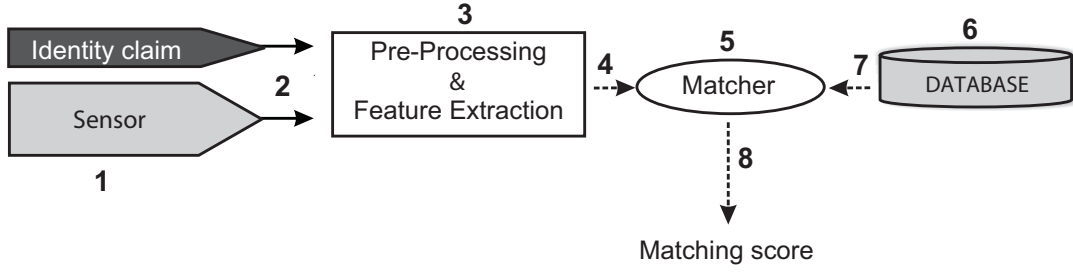 3
Identity claim
Pre-Processing
&
Feature Extraction
2
Sensor
1
4
5
Matcher
7
6
DATABASE
8
Matching score